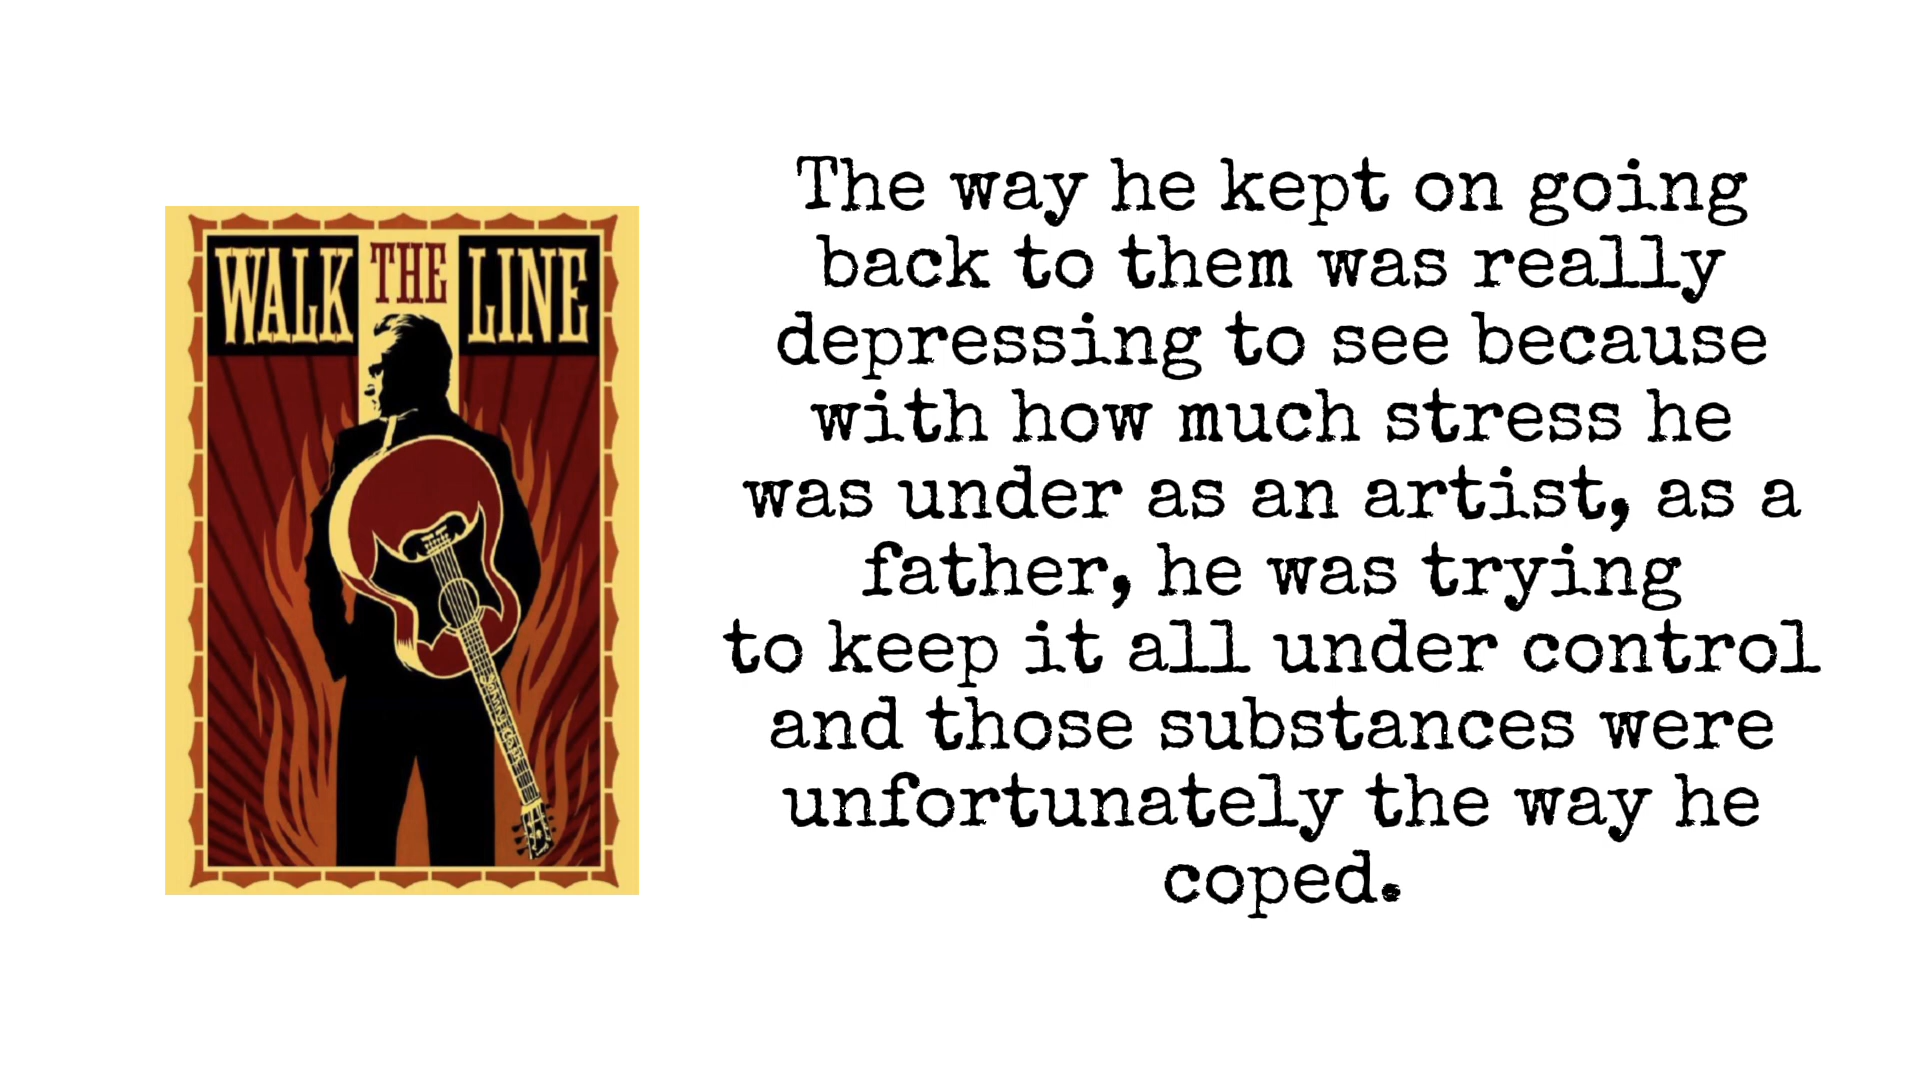 WALK THE LINE
The way he kept on going
back to them was really
depressing to see because
with how much stress he
was under as an artist, as a
father, he was trying
to keep it all under control
and those substances were
unfortunately the way he
coped.